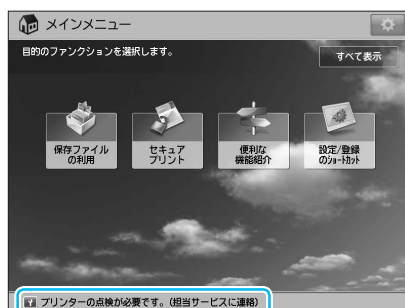 メインメニュー
目的のファンクションを選択します。
すべて表示
保存ファイル
の利用
セキュア
プリント
便利な
機能紹介
設定/登録
のショートカット
プリンターの点検が必要です。(担当サービスに連絡)